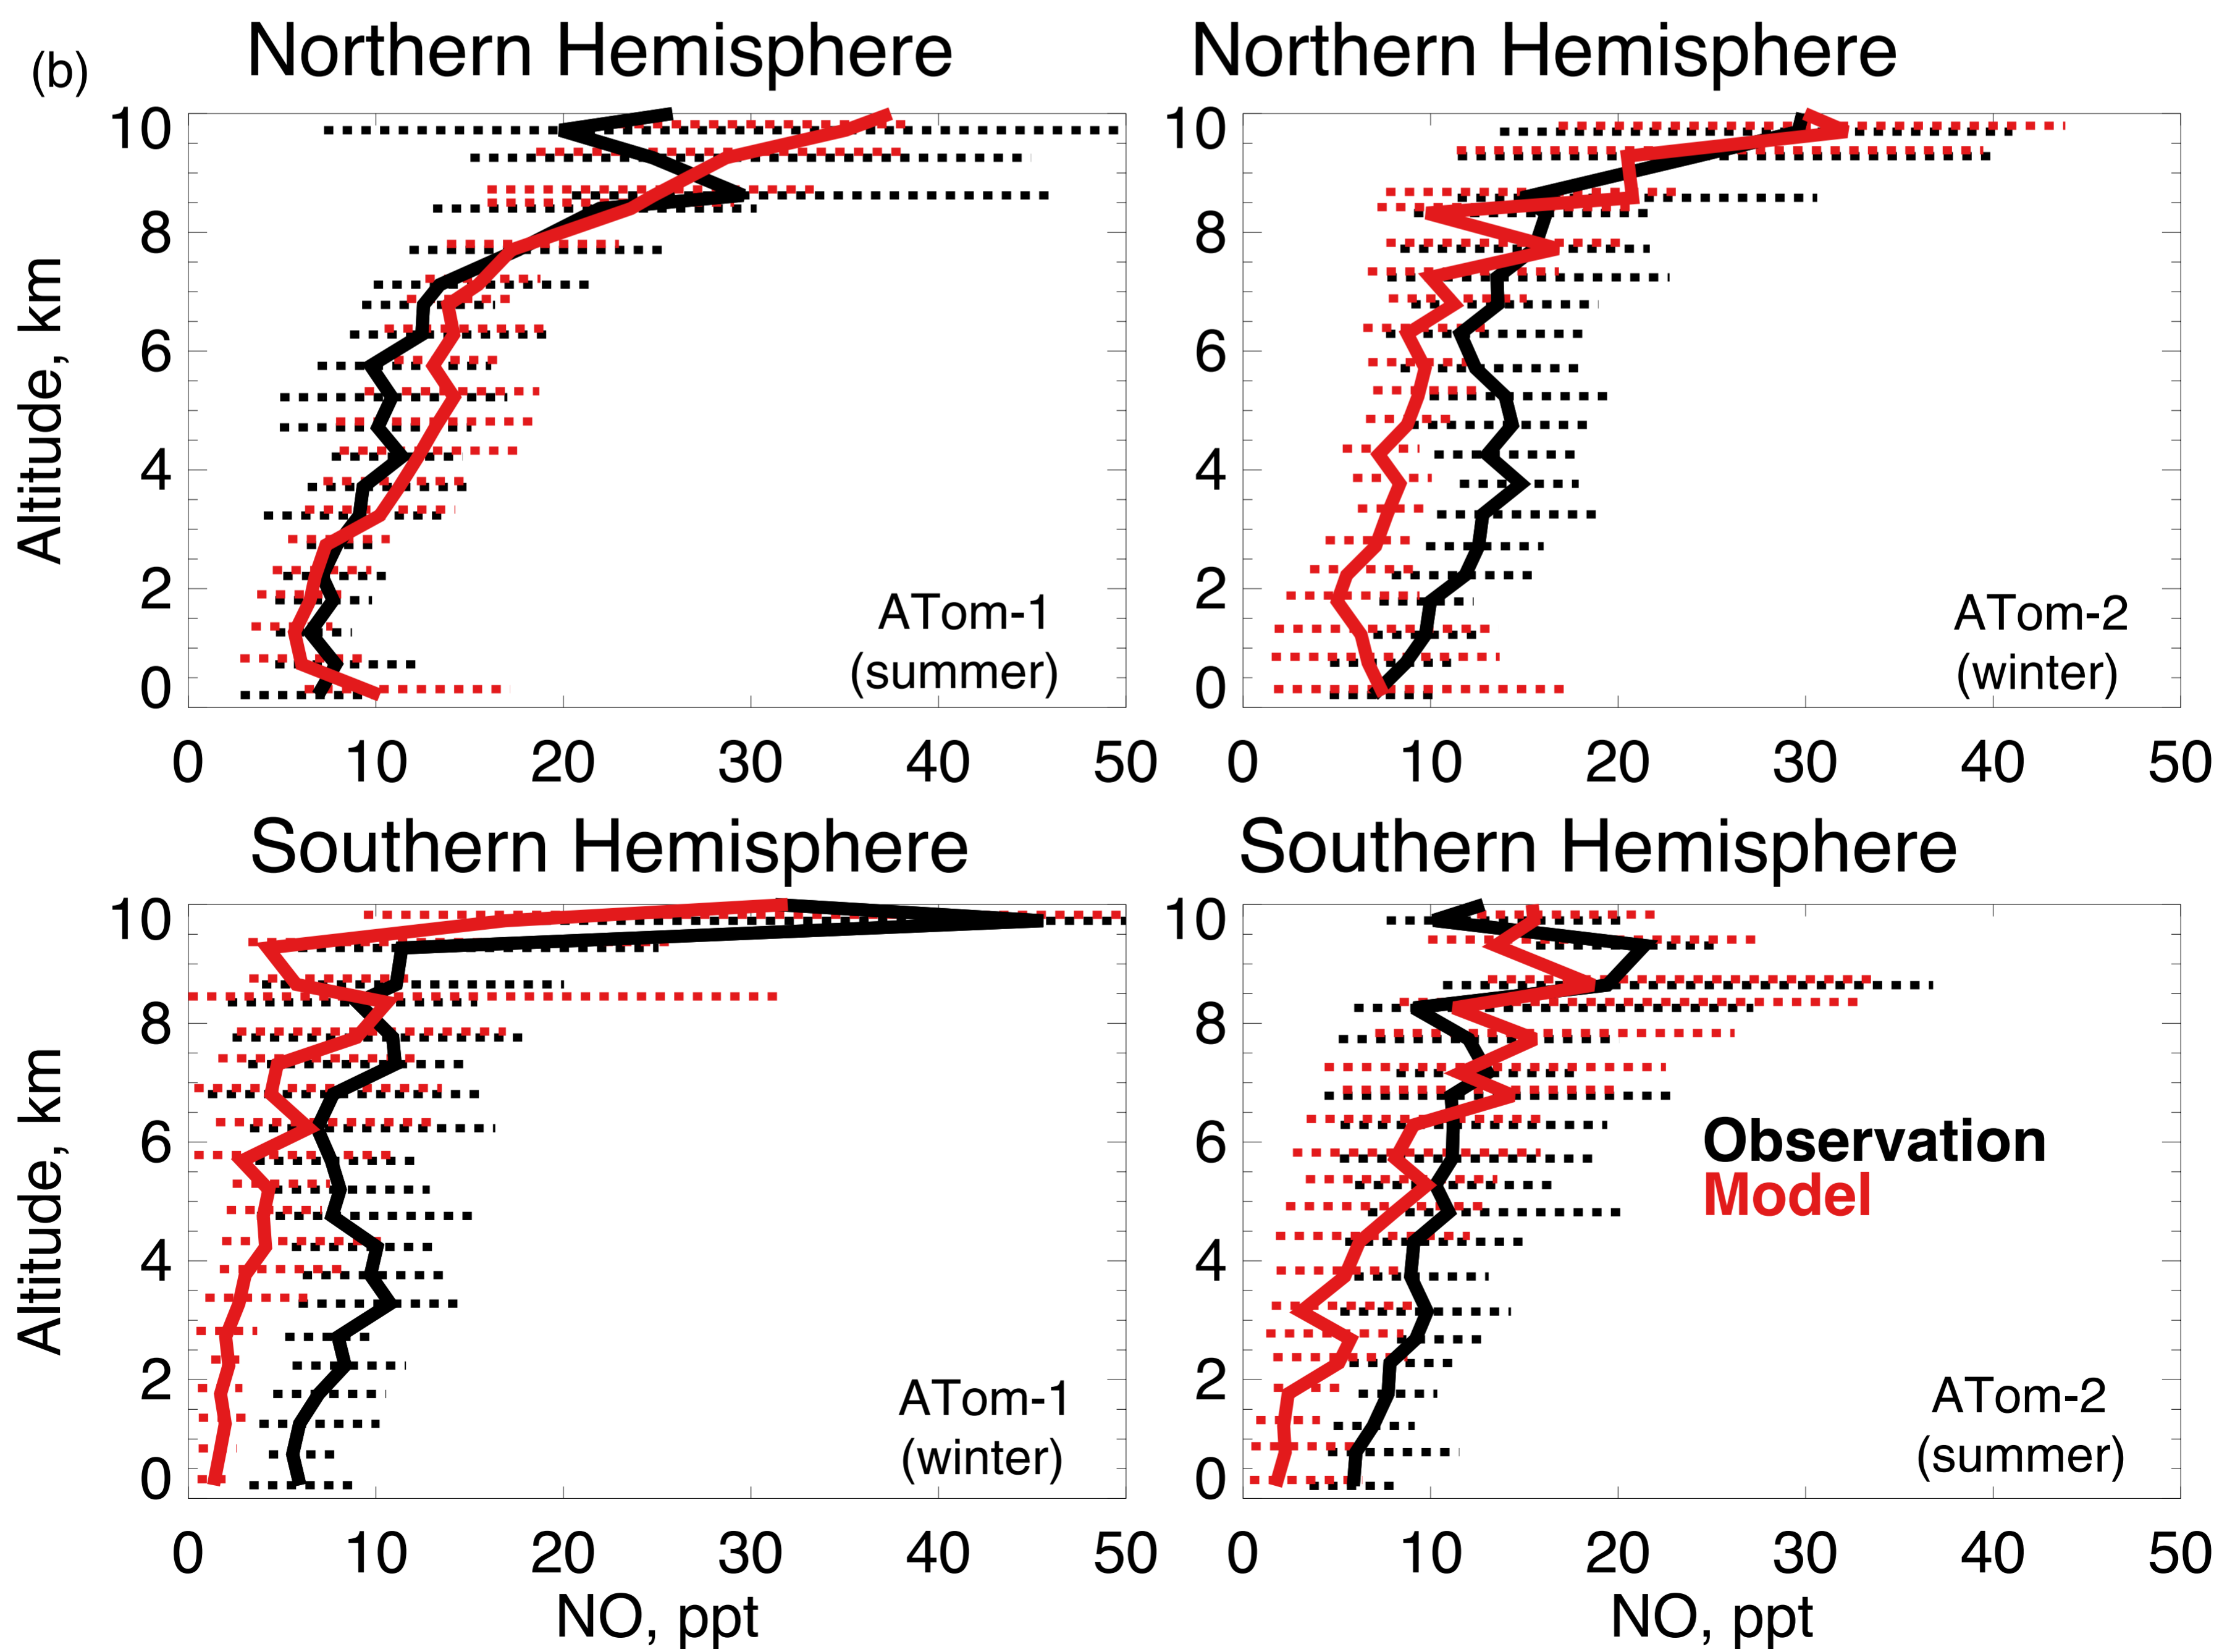 (b)
Northern Hemisphere
Northern Hemisphere
Altitude, km
10
8
6
4
2
0
ATom-1
(summer)
0 10 20 30 40 50
10
8
6
4
2
0
ATom-2
(winter)
0 10 20 30 40 50
Southern Hemisphere
Southern Hemisphere
Altitude, km
10
8
6
4
2
0
ATom-1
(winter)
0 10 20 30 40 50
NO, ppt
10
8
6
4
2
0
Observation
Model
ATom-2
(summer)
0 10 20 30 40 50
NO, ppt